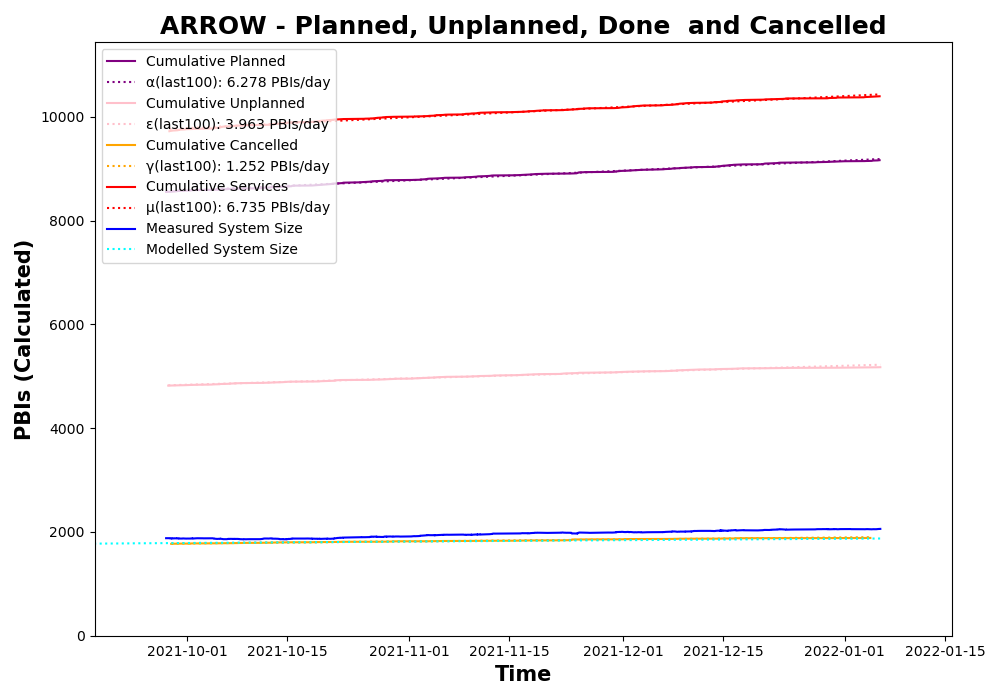 ARROW - Planned, Unplanned, Done  and Cancelled
Cumulative Planned
α(last100): 6.278 PBIs/day
Cumulative Unplanned
ε(last100): 3.963 PBIs/day
Cumulative Cancelled
γ(last100): 1.252 PBIs/day
Cumulative Services
μ(last100): 6.735 PBIs/day
Measured System Size
Modelled System Size
PBIs (Calculated)
10000
8000
6000
4000
2000
0
2021-10-01 2021-10-15 2021-11-01 2021-11-15 2021-12-01 2021-12-15 2022-01-01 2022-01-15
Time